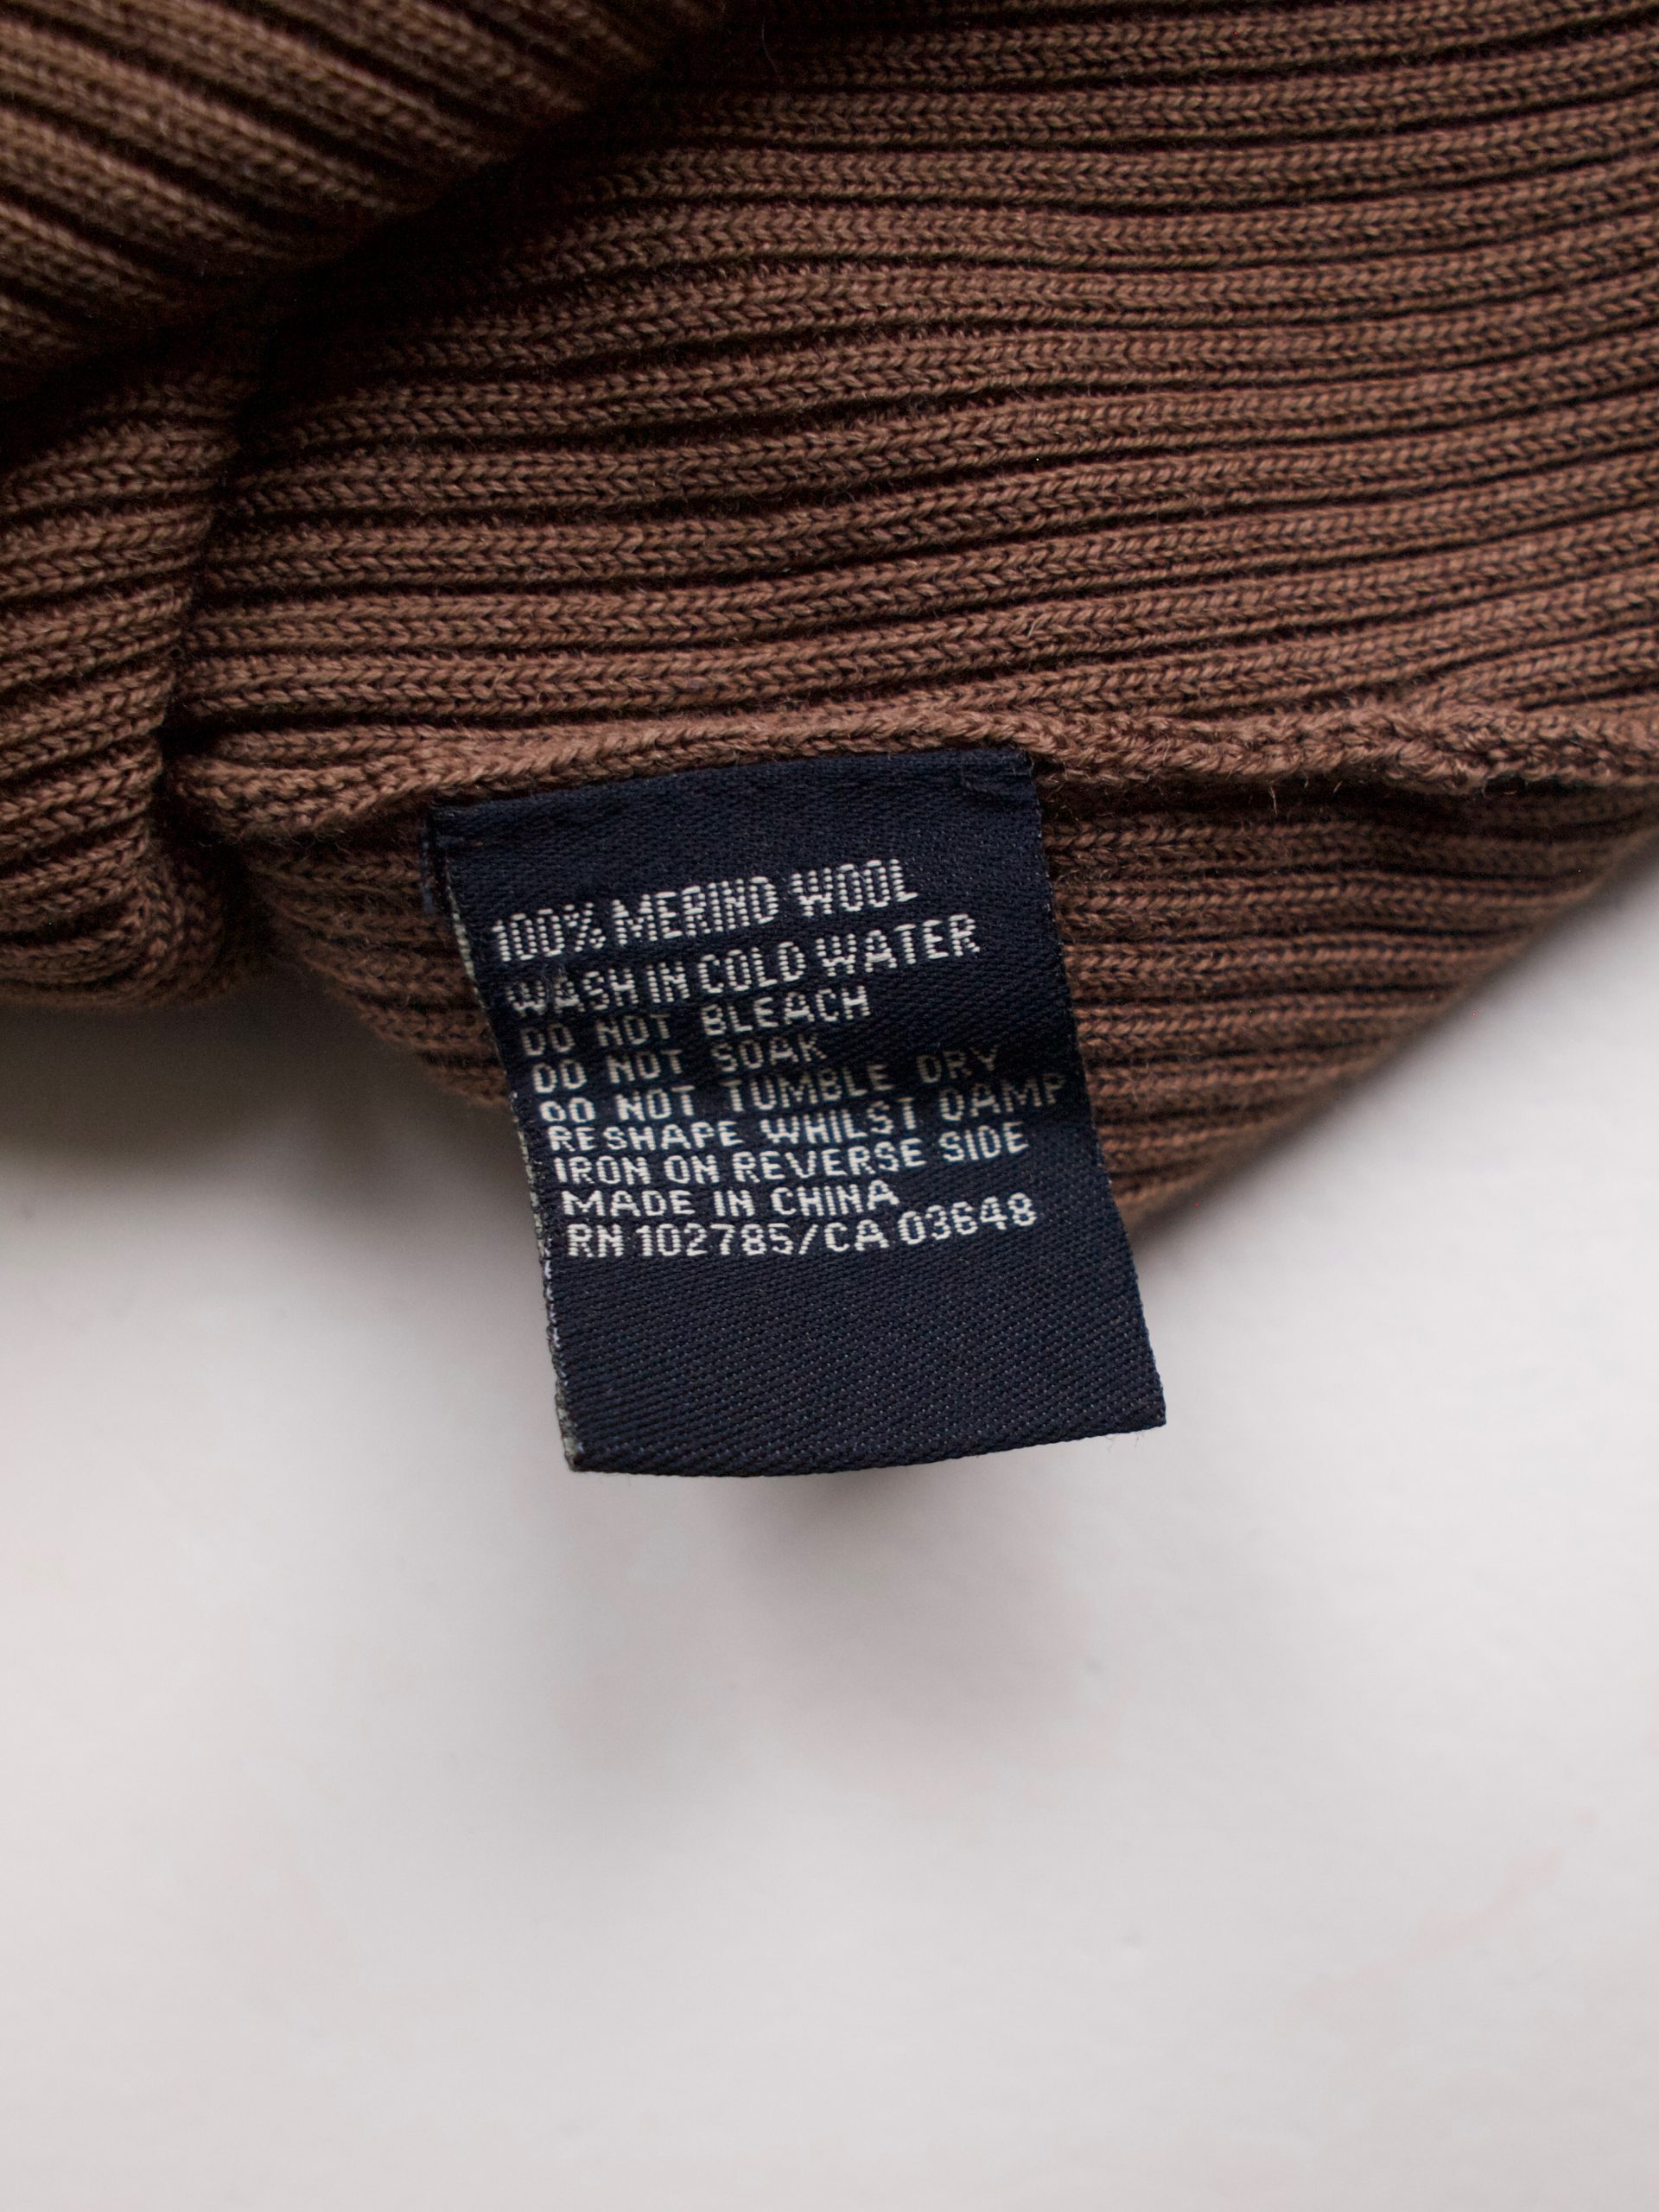 100% MERINO WOOL
WASH IN COLD WATER
DO NOT BLEACH
DO NOT SOAK
DO NOT TUMBLE DRY
RESHAPE WHILST DAMP
IRON ON REVERSE SIDE
MADE IN CHINA
RN 102785/CA 03648